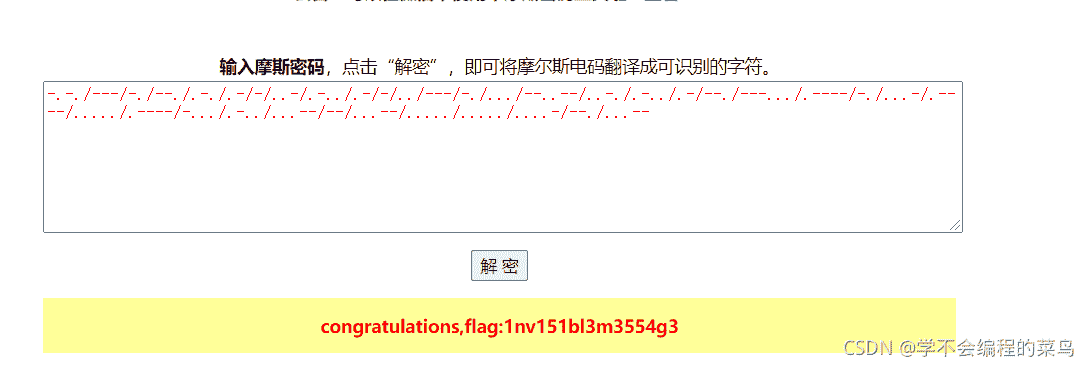 输入摩斯密码，点击“解密”，即可将摩尔斯电码翻译成可识别的字符。
-.-./---/-./--./.-./.-/-/..-/.-../.-/-/../---/-./.../--..--/..-./.-../.-/--./---.../.----/-./...-/.--
--/...../.----/-.../.-../...--/--/...--/...../...../....-/--./...--
解 密
congratulations,flag:1nv151bl3m3554g3
CSDN @学不会编程的菜鸟